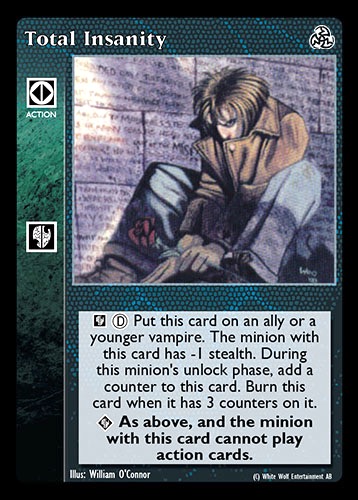 Total Insanity
ACTION
D Put this card on an ally or a
younger vampire. The minion with
this card has -1 stealth. During
this minion's unlock phase, add a
counter to this card. Burn this
card when it has 3 counters on it.
As above, and the minion
with this card cannot play
action cards.
Illus: William O'Connor
(C) White Wolf Entertainment AB